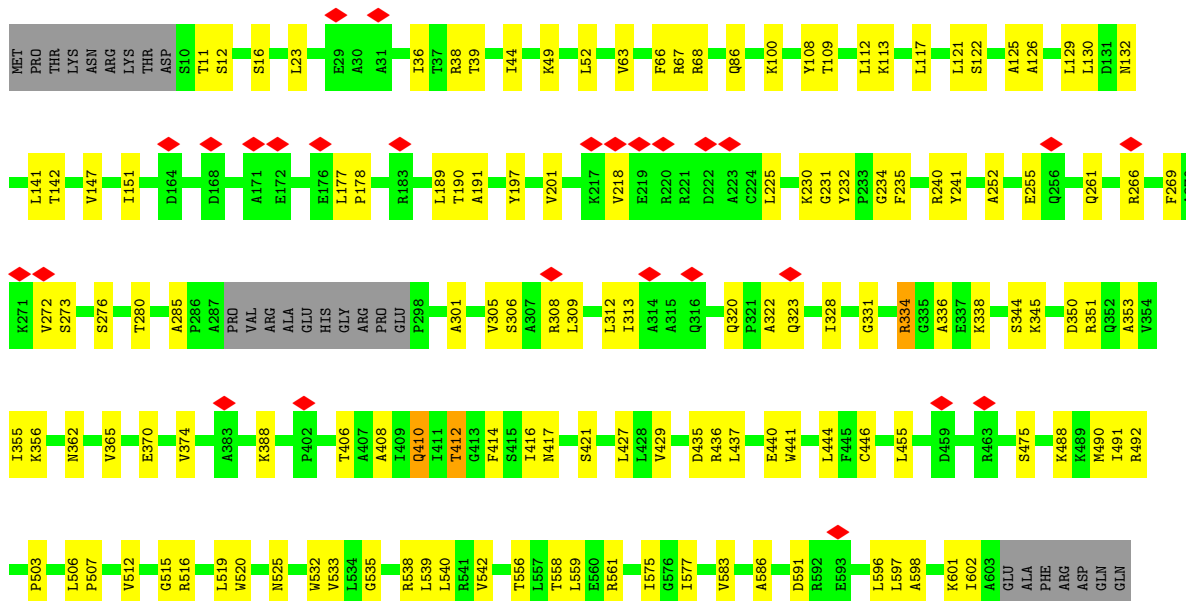 MET PRO THR LYS ASN ARG LYS THR ASP S10 T11 S12 S16 L23 E29 A30 A31 I36 T37 R38 T39 I44 K49 L52 V63 F66 R67 R68 Q86 K100 Y108 T109 L112 K113 L117 L121 S122 A125 A126 L129 L130 D131 N132
L141 T142 V147 I151 D164 D168 A171 E172 E176 L177 P178 R183 L189 T190 A191 Y197 V201 K217 V218 E219 R220 R221 D222 A223 C224 L225 K230 G231 Y232 P233 G234 F235 R240 Y241 A252 E255 Q256 Q261 R266 F269
K271 V272 S273 S276 T280 A285 P286 A287 PRO VAL ARG ALA GLU HIS GLY ARG PRO GLU P298 A301 V305 S306 A307 R308 L309 L312 I313 A314 A315 Q316 Q320 P321 A322 Q323 I328 G331 R334 G335 A336 E337 K338 S344 K345 D350 R351 Q352 A353 V354
I355 K356 N362 V365 E370 V374 A383 K388 P402 T406 A407 A408 I409 Q410 I411 T412 G413 F414 S415 I416 N417 S421 L427 L428 V429 D435 R436 L437 E440 W441 L444 F445 C446 L455 D459 R463 S475 K488 K489 M490 I491 R492
P503 L506 P507 V512 G515 R516 L519 W520 N525 W532 V533 L534 G535 R538 L539 L540 R541 V542 T556 L557 T558 L559 E560 R561 I575 G576 I577 V583 A586 D591 R592 E593 L596 L597 A598 K601 I602 A603 GLU ALA PHE ARG ASP GLN GLN